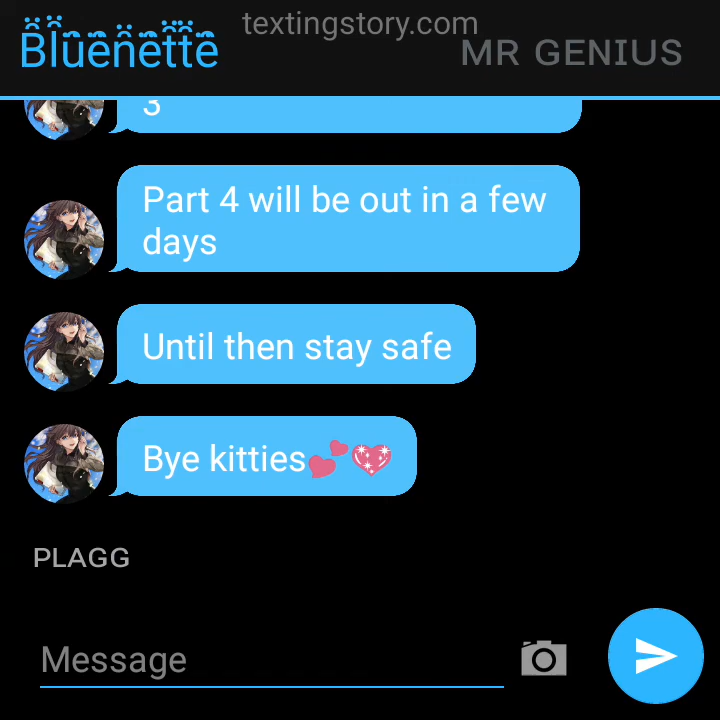 textingstory.com
Blüënëttë
MR GENIUS
3
Part 4 will be out in a few
days
Until then stay safe
Bye kitties💕💖
PLAGG
Message